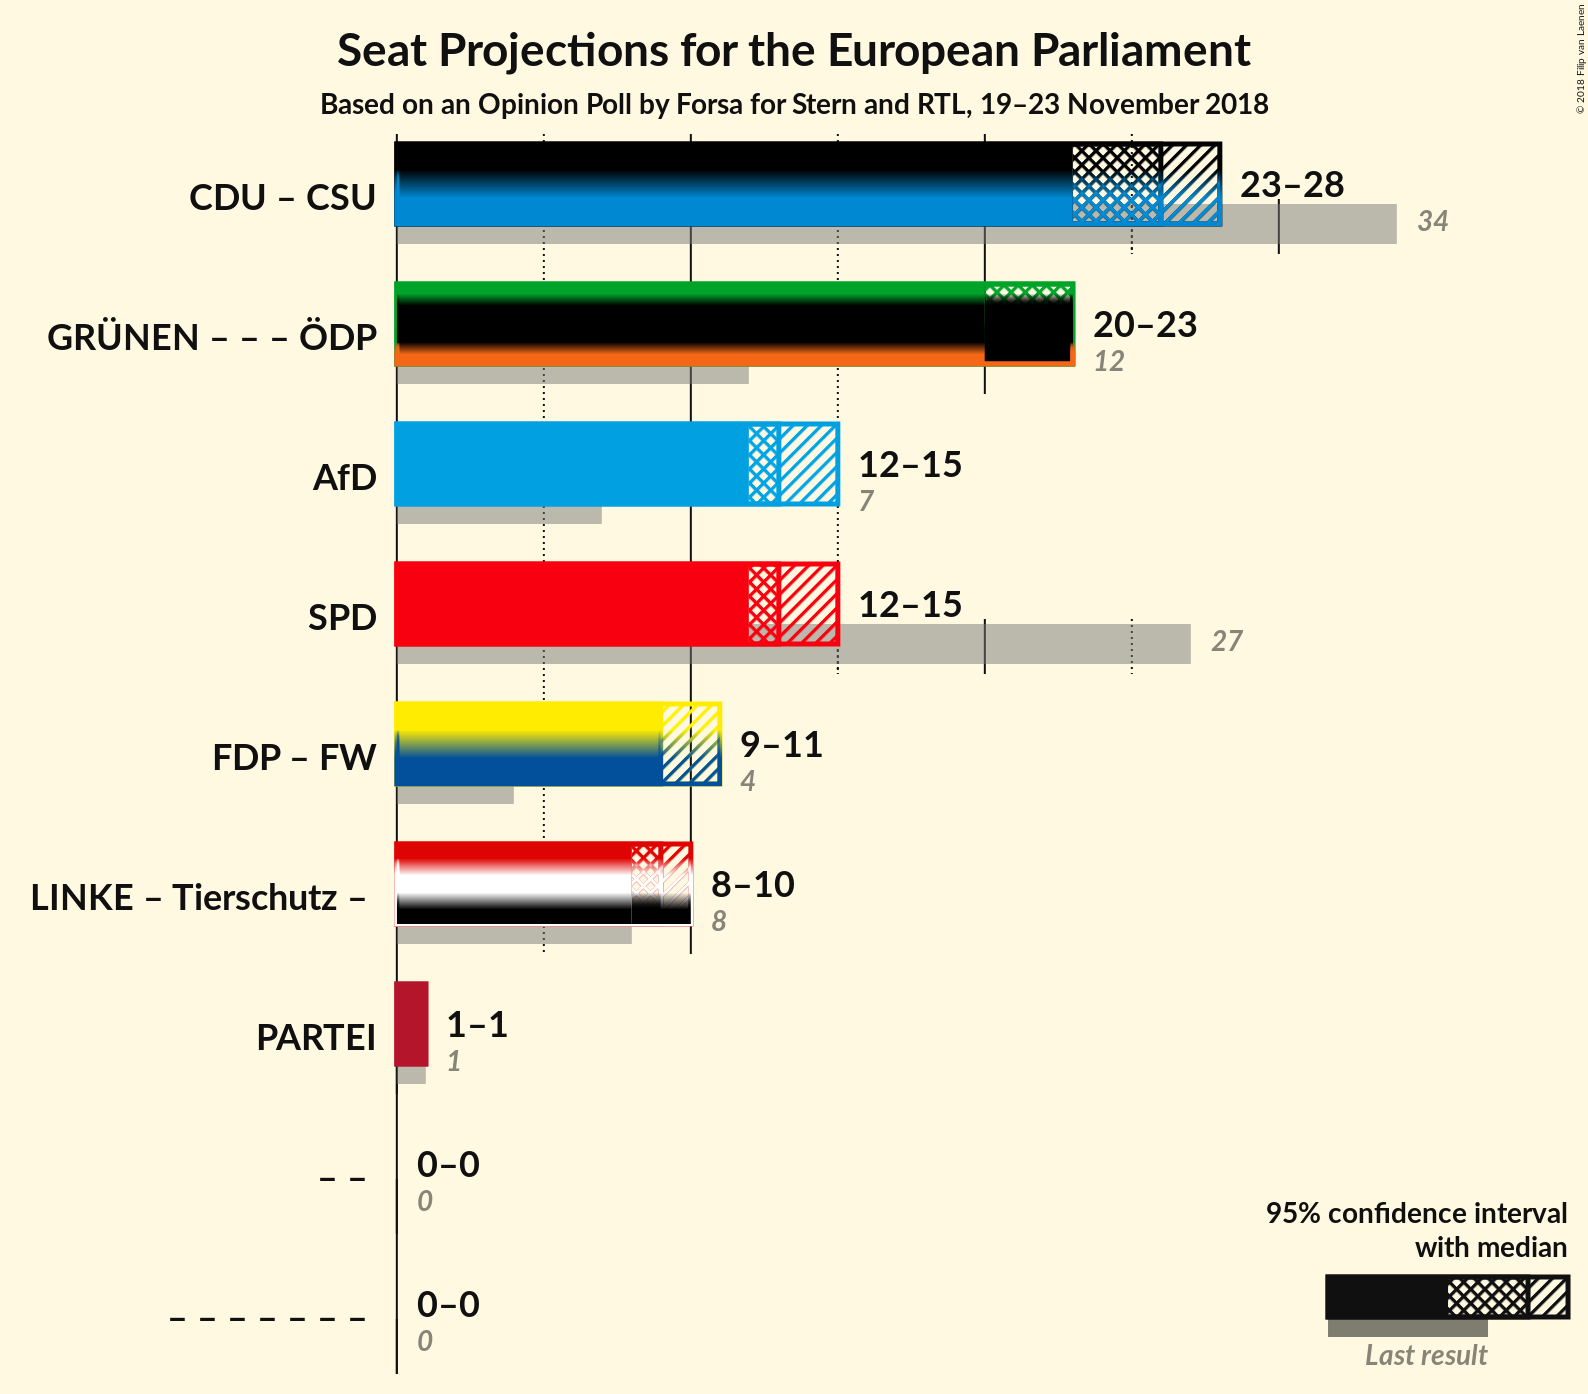 Seat Projections for the European Parliament
Based on an Opinion Poll by Forsa for Stern and RTL, 19–23 November 2018
© 2018 Filip van Laenen
CDU – CSU
23–28
34
GRÜNEN – – – ÖDP
20–23
12
AfD
12–15
7
SPD
12–15
27
FDP – FW
9–11
4
LINKE – Tierschutz –
8–10
8
PARTEI
1–1
1
– –
0–0
0
– – – – – – –
0–0
0
95% confidence interval
with median
Last result